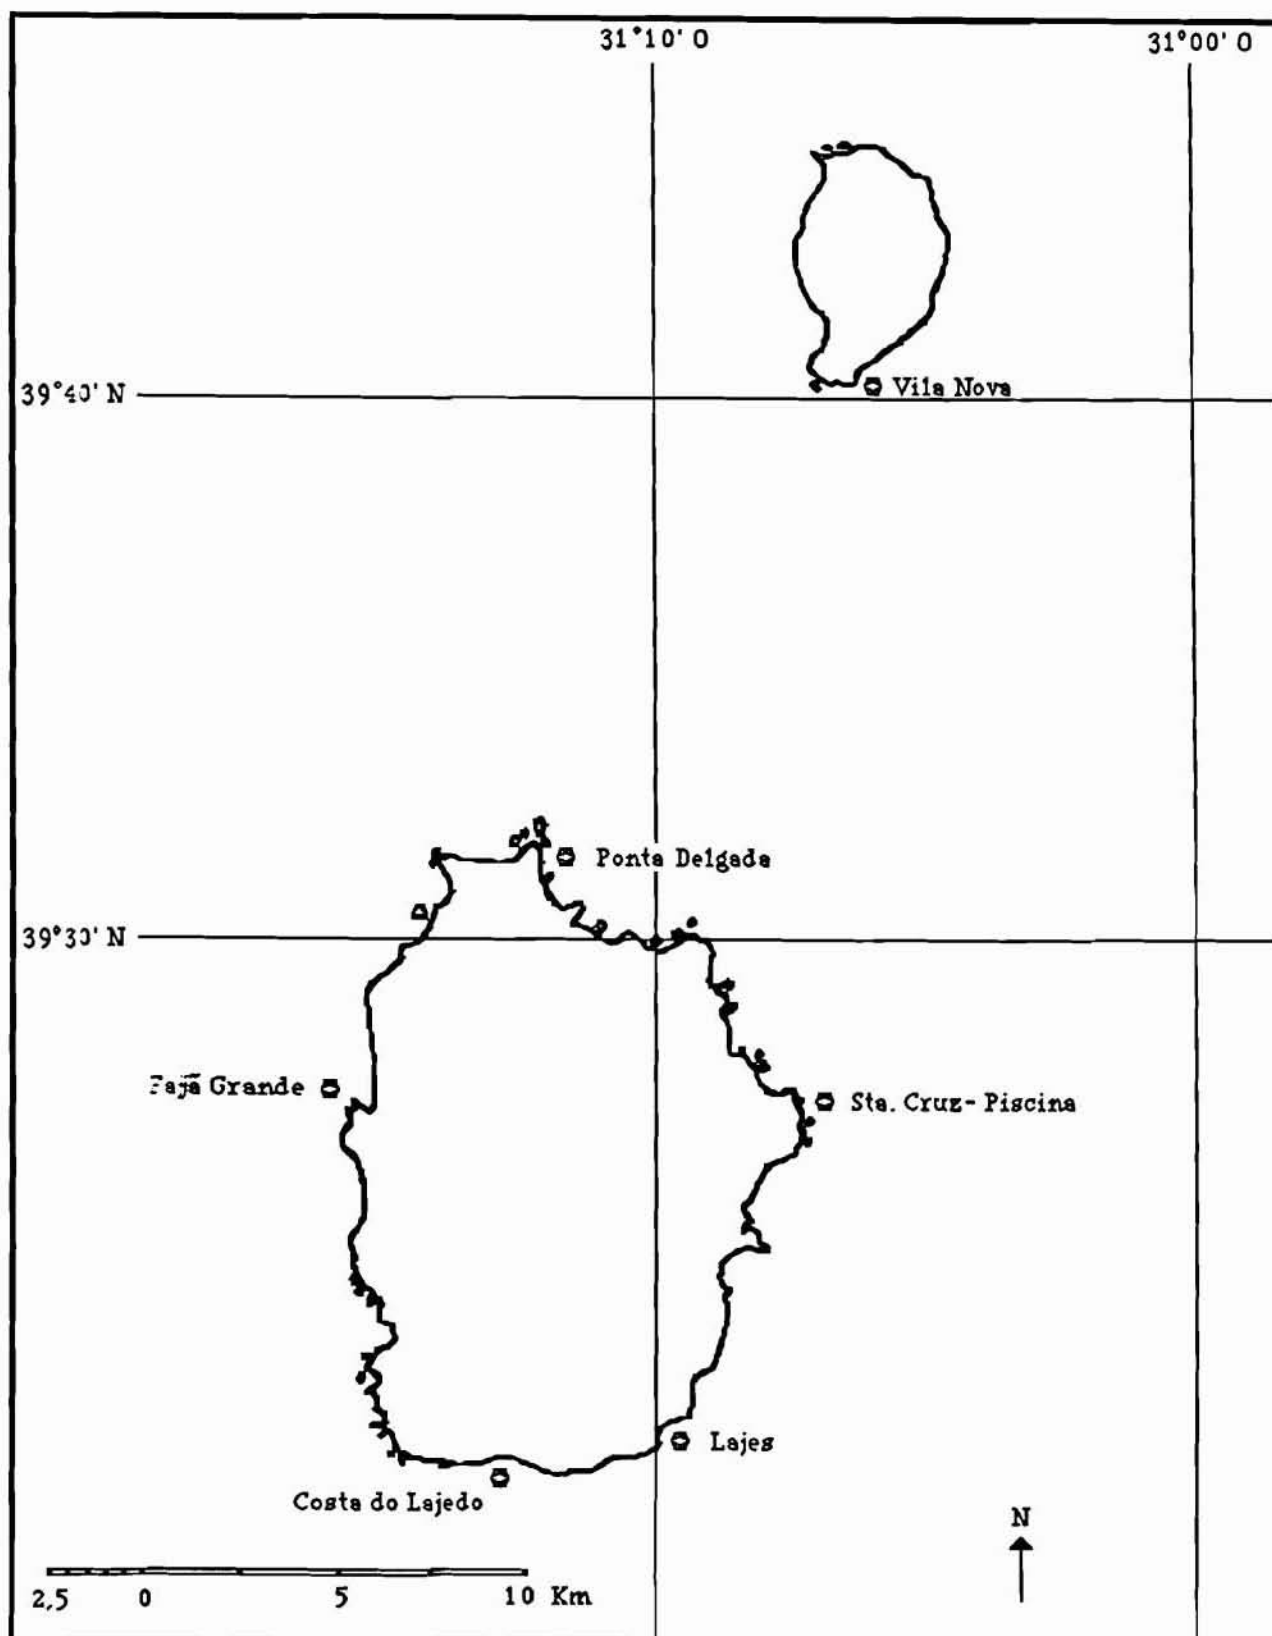 31°10' O
31°00' O
39°40' N
Vila Nova
Ponta Delgada
39°30' N
Fajã Grande
Sta. Cruz-Piscina
Lajes
Costa do Lajedo
N
2,5 0 5 10 Km